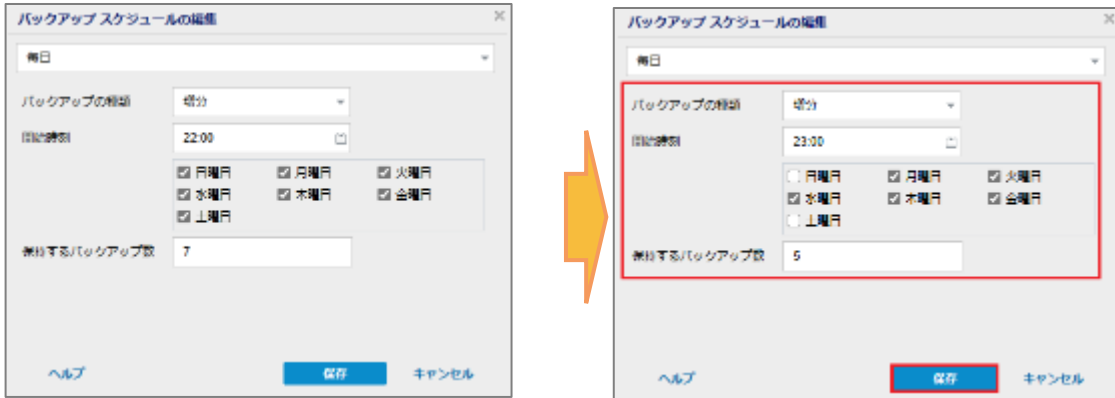 バックアップ スケジュールの編集
毎日
バックアップの種類 増分
開始時刻 22:00
日曜日 月曜日 火曜日
水曜日 木曜日 金曜日
土曜日
保持するバックアップ数 7
ヘルプ 保存 キャンセル
バックアップ スケジュールの編集
毎日
バックアップの種類 増分
開始時刻 23:00
日曜日 月曜日 火曜日
水曜日 木曜日 金曜日
土曜日
保持するバックアップ数 5
ヘルプ 保存 キャンセル